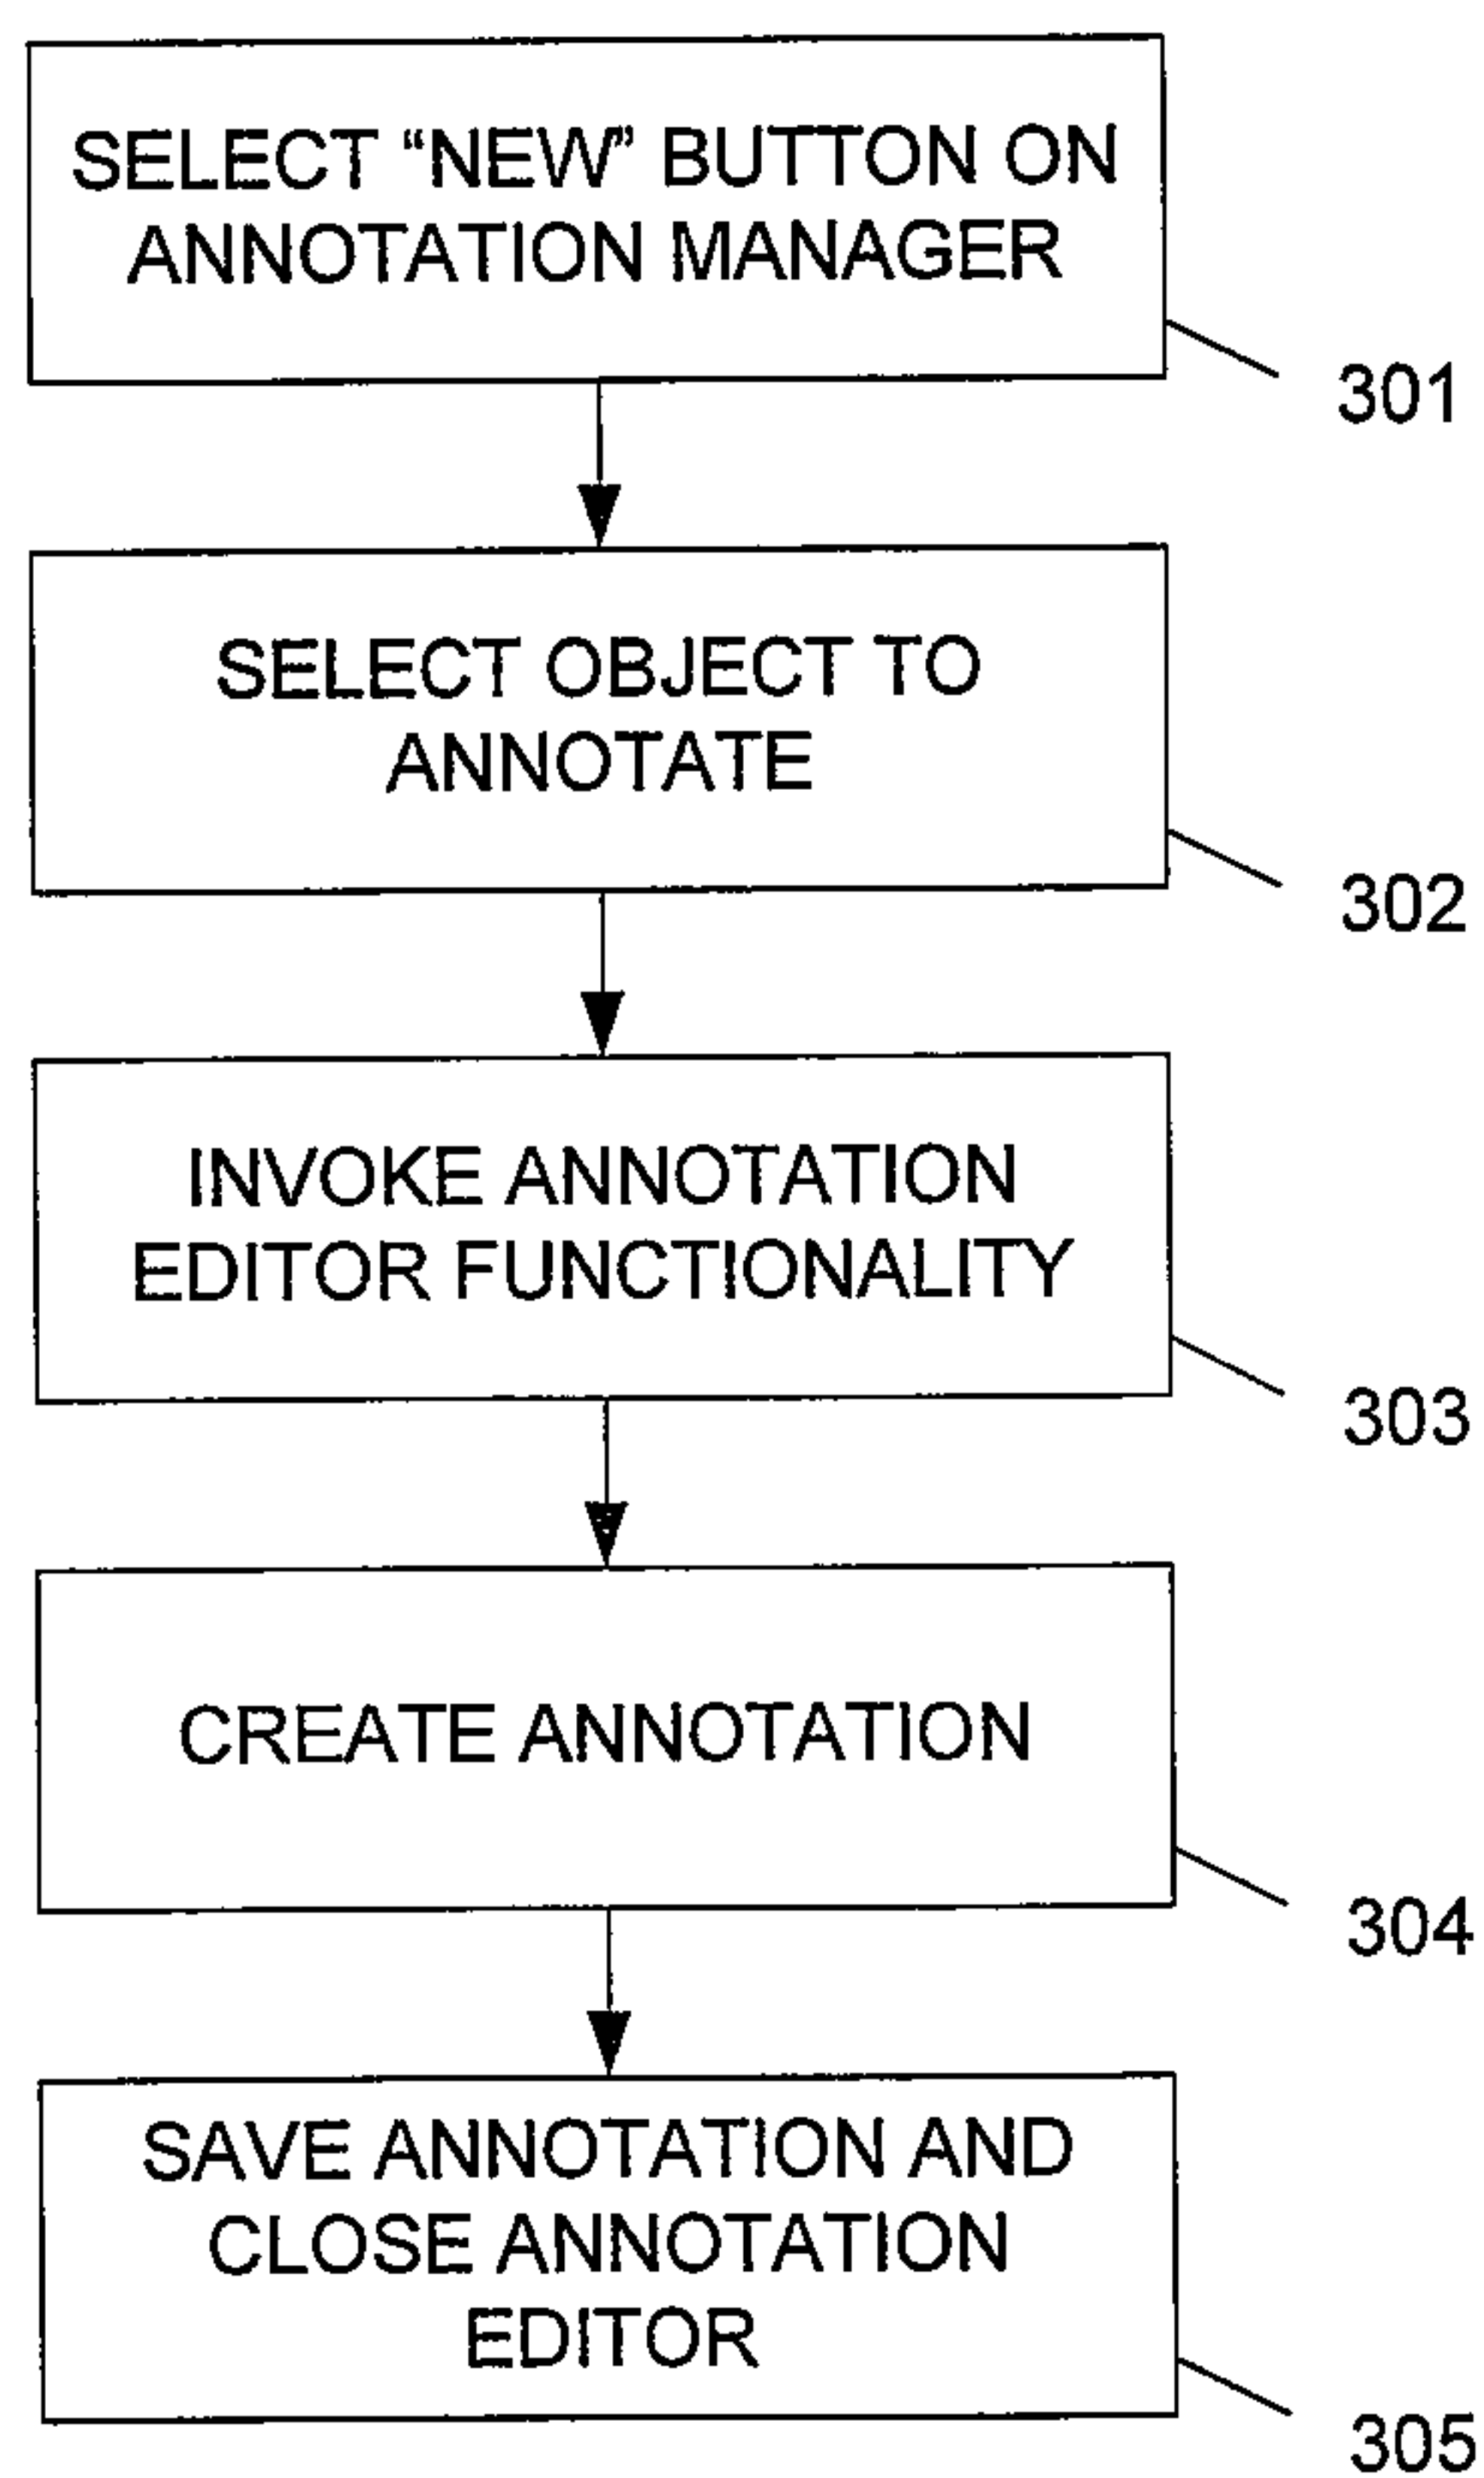 SELECT “NEW” BUTTON ON
ANNOTATION MANAGER
301
SELECT OBJECT TO
ANNOTATE
302
INVOKE ANNOTATION
EDITOR FUNCTIONALITY
303
CREATE ANNOTATION
304
SAVE ANNOTATION AND
CLOSE ANNOTATION
EDITOR
305